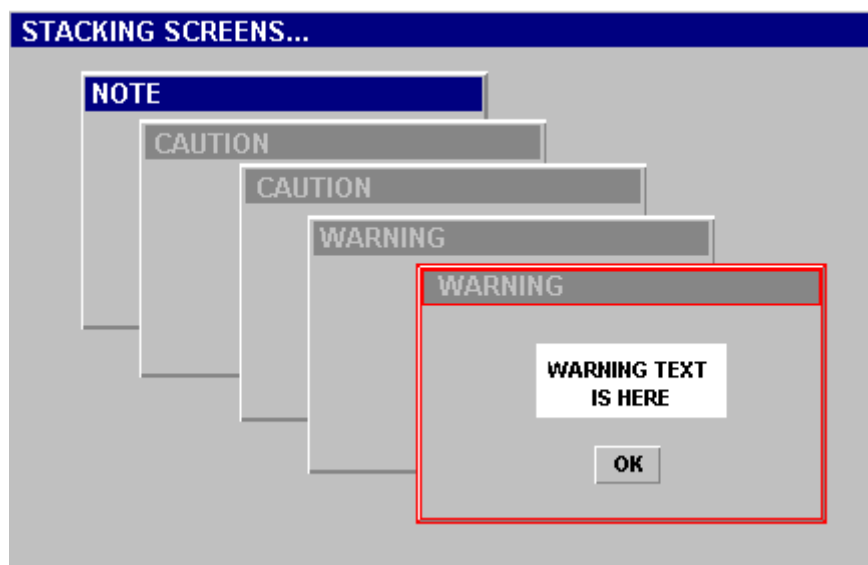 STACKING SCREENS...
NOTE
CAUTION
CAUTION
WARNING
WARNING
WARNING TEXT
IS HERE
OK